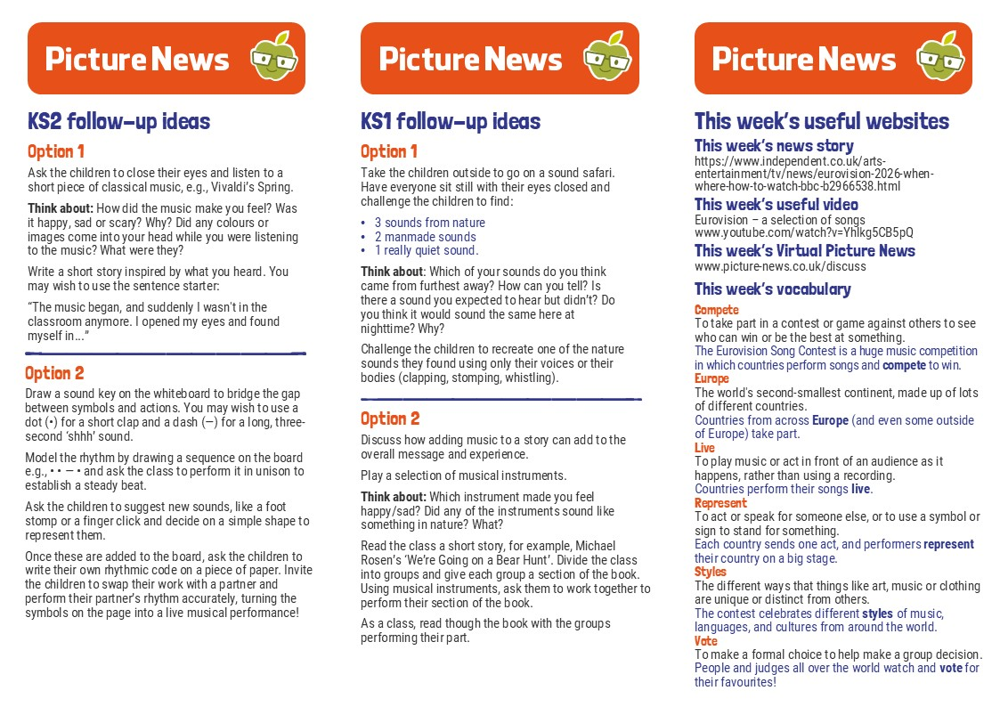 Picture News
KS2 follow-up ideas
Option 1
Ask the children to close their eyes and listen to a
short piece of classical music, e.g., Vivaldi's Spring.
Think about: How did the music make you feel? Was
it happy, sad or scary? Why? Did any colours or
images come into your head while you were listening
to the music? What were they?
Write a short story inspired by what you heard. You
may wish to use the sentence starter:
“The music began, and suddenly I wasn't in the
classroom anymore. I opened my eyes and found
myself in...”
Option 2
Draw a sound key on the whiteboard to bridge the gap
between symbols and actions. You may wish to use a
dot (•) for a short clap and a dash (—) for a long, three-
second ‘shhh’ sound.
Model the rhythm by drawing a sequence on the board
e.g., • • — • and ask the class to perform it in unison to
establish a steady beat.
Ask the children to suggest new sounds, like a foot
stomp or a finger click and decide on a simple shape to
represent them.
Once these are added to the board, ask the children to
write their own rhythmic code on a piece of paper. Invite
the children to swap their work with a partner and
perform their partner's rhythm accurately, turning the
symbols on the page into a live musical performance!
Picture News
KS1 follow-up ideas
Option 1
Take the children outside to go on a sound safari.
Have everyone sit still with their eyes closed and
challenge the children to find:
• 3 sounds from nature
• 2 manmade sounds
• 1 really quiet sound.
Think about: Which of your sounds do you think
came from furthest away? How can you tell? Is
there a sound you expected to hear but didn't? Do
you think it would sound the same here at
nighttime? Why?
Challenge the children to recreate one of the nature
sounds they found using only their voices or their
bodies (clapping, stomping, whistling).
Option 2
Discuss how adding music to a story can add to the
overall message and experience.
Play a selection of musical instruments.
Think about: Which instrument made you feel
happy/sad? Did any of the instruments sound like
something in nature? What?
Read the class a short story, for example, Michael
Rosen's ‘We're Going on a Bear Hunt’. Divide the class
into groups and give each group a section of the book.
Using musical instruments, ask them to work together to
perform their section of the book.
As a class, read though the book with the groups
performing their part.
Picture News
This week's useful websites
This week's news story
https://www.independent.co.uk/arts-
entertainment/tv/news/eurovision-2026-when-
where-how-to-watch-bbc-b2966538.html
This week's useful video
Eurovision – a selection of songs
www.youtube.com/watch?v=Yhlkg5CB5pQ
This week's Virtual Picture News
www.picture-news.co.uk/discuss
This week's vocabulary
Compete
To take part in a contest or game against others to see
who can win or be the best at something.
The Eurovision Song Contest is a huge music competition
in which countries perform songs and compete to win.
Europe
The world's second-smallest continent, made up of lots
of different countries.
Countries from across Europe (and even some outside
of Europe) take part.
Live
To play music or act in front of an audience as it
happens, rather than using a recording.
Countries perform their songs live.
Represent
To act or speak for someone else, or to use a symbol or
sign to stand for something.
Each country sends one act, and performers represent
their country on a big stage.
Styles
The different ways that things like art, music or clothing
are unique or distinct from others.
The contest celebrates different styles of music,
languages, and cultures from around the world.
Vote
To make a formal choice to help make a group decision.
People and judges all over the world watch and vote for
their favourites!